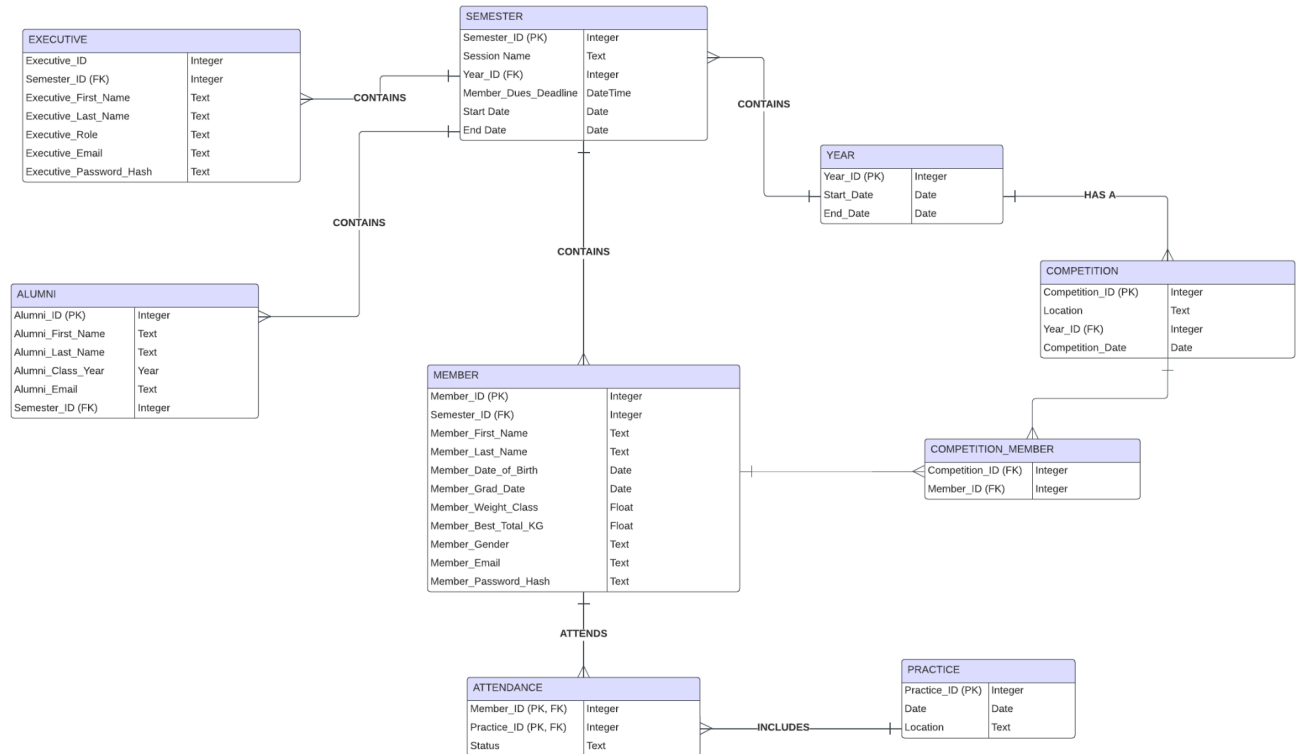 SEMESTER
Semester_ID (PK) Integer
Session Name Text
Year_ID (FK) Integer
Member_Dues_Deadline DateTime
Start Date Date
End Date Date
EXECUTIVE
Executive_ID Integer
Semester_ID (FK) Integer
Executive_First_Name Text
Executive_Last_Name Text
Executive_Role Text
Executive_Email Text
Executive_Password_Hash Text
CONTAINS
CONTAINS
YEAR
Year_ID (PK) Integer
Start_Date Date
End_Date Date
HAS A
CONTAINS
CONTAINS
COMPETITION
Competition_ID (PK) Integer
Location Text
Year_ID (FK) Integer
Competition_Date Date
ALUMNI
Alumni_ID (PK) Integer
Alumni_First_Name Text
Alumni_Last_Name Text
Alumni_Class_Year Year
Alumni_Email Text
Semester_ID (FK) Integer
MEMBER
Member_ID (PK) Integer
Semester_ID (FK) Integer
Member_First_Name Text
Member_Last_Name Text
Member_Date_of_Birth Date
Member_Grad_Date Date
Member_Weight_Class Float
Member_Best_Total_KG Float
Member_Gender Text
Member_Email Text
Member_Password_Hash Text
COMPETITION_MEMBER
Competition_ID (FK) Integer
Member_ID (FK) Integer
ATTENDS
ATTENDANCE
Member_ID (PK, FK) Integer
Practice_ID (PK, FK) Integer
Status Text
INCLUDES
PRACTICE
Practice_ID (PK) Integer
Date Date
Location Text